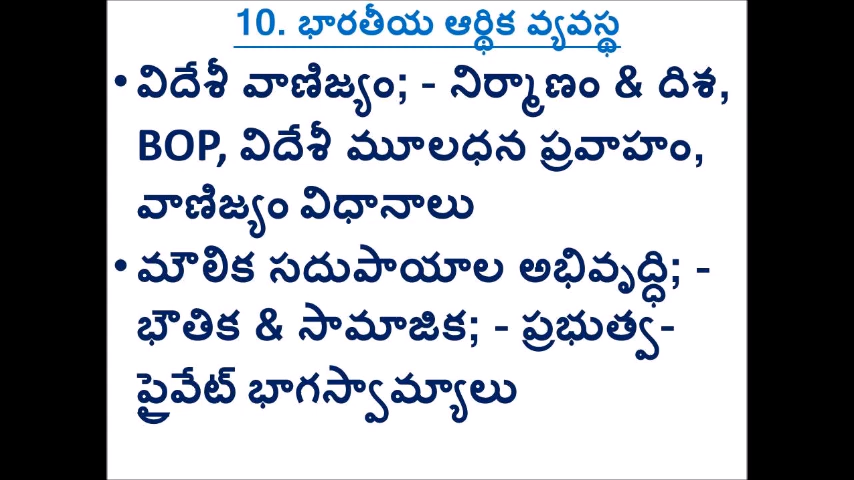 10. భారతీయ ఆర్థిక వ్యవస్థ
• విదేశీ వాణిజ్యం; - నిర్మాణం & దిశ,
BOP, విదేశీ మూలధన ప్రవాహం,
వాణిజ్యం విధానాలు
• మౌలిక సదుపాయాల అభివృద్ధి; -
భౌతిక & సామాజిక; - ప్రభుత్వ-
ప్రైవేట్ భాగస్వామ్యాలు